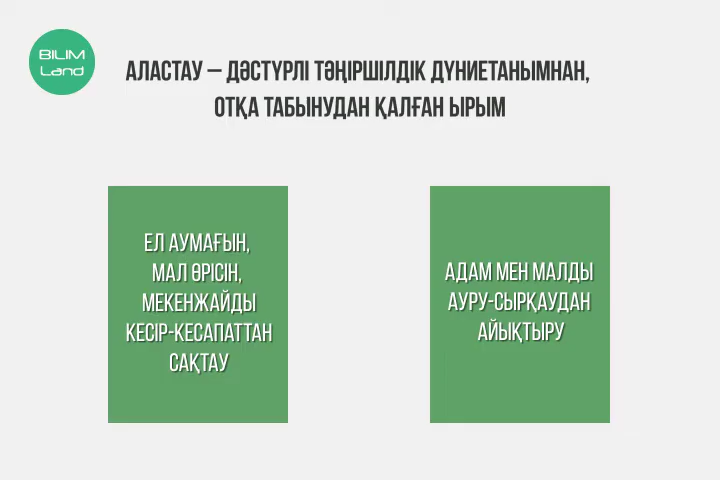 BILIM
Land
АЛАСТАУ – ДӘСТҮРЛІ ТӘҢІРШІЛДІК ДҮНИЕТАНЫМНАН,
ОТҚА ТАБЫНУДАН ҚАЛҒАН ЫРЫМ
ЕЛ АУМАҒЫН,
МАЛ ӨРІСІН,
МЕКЕНЖАЙДЫ
КЕСІР-КЕСАПАТТАН
САҚТАУ
АДАМ МЕН МАЛДЫ
АУРУ-СЫРҚАУДАН
АЙЫҚТЫРУ